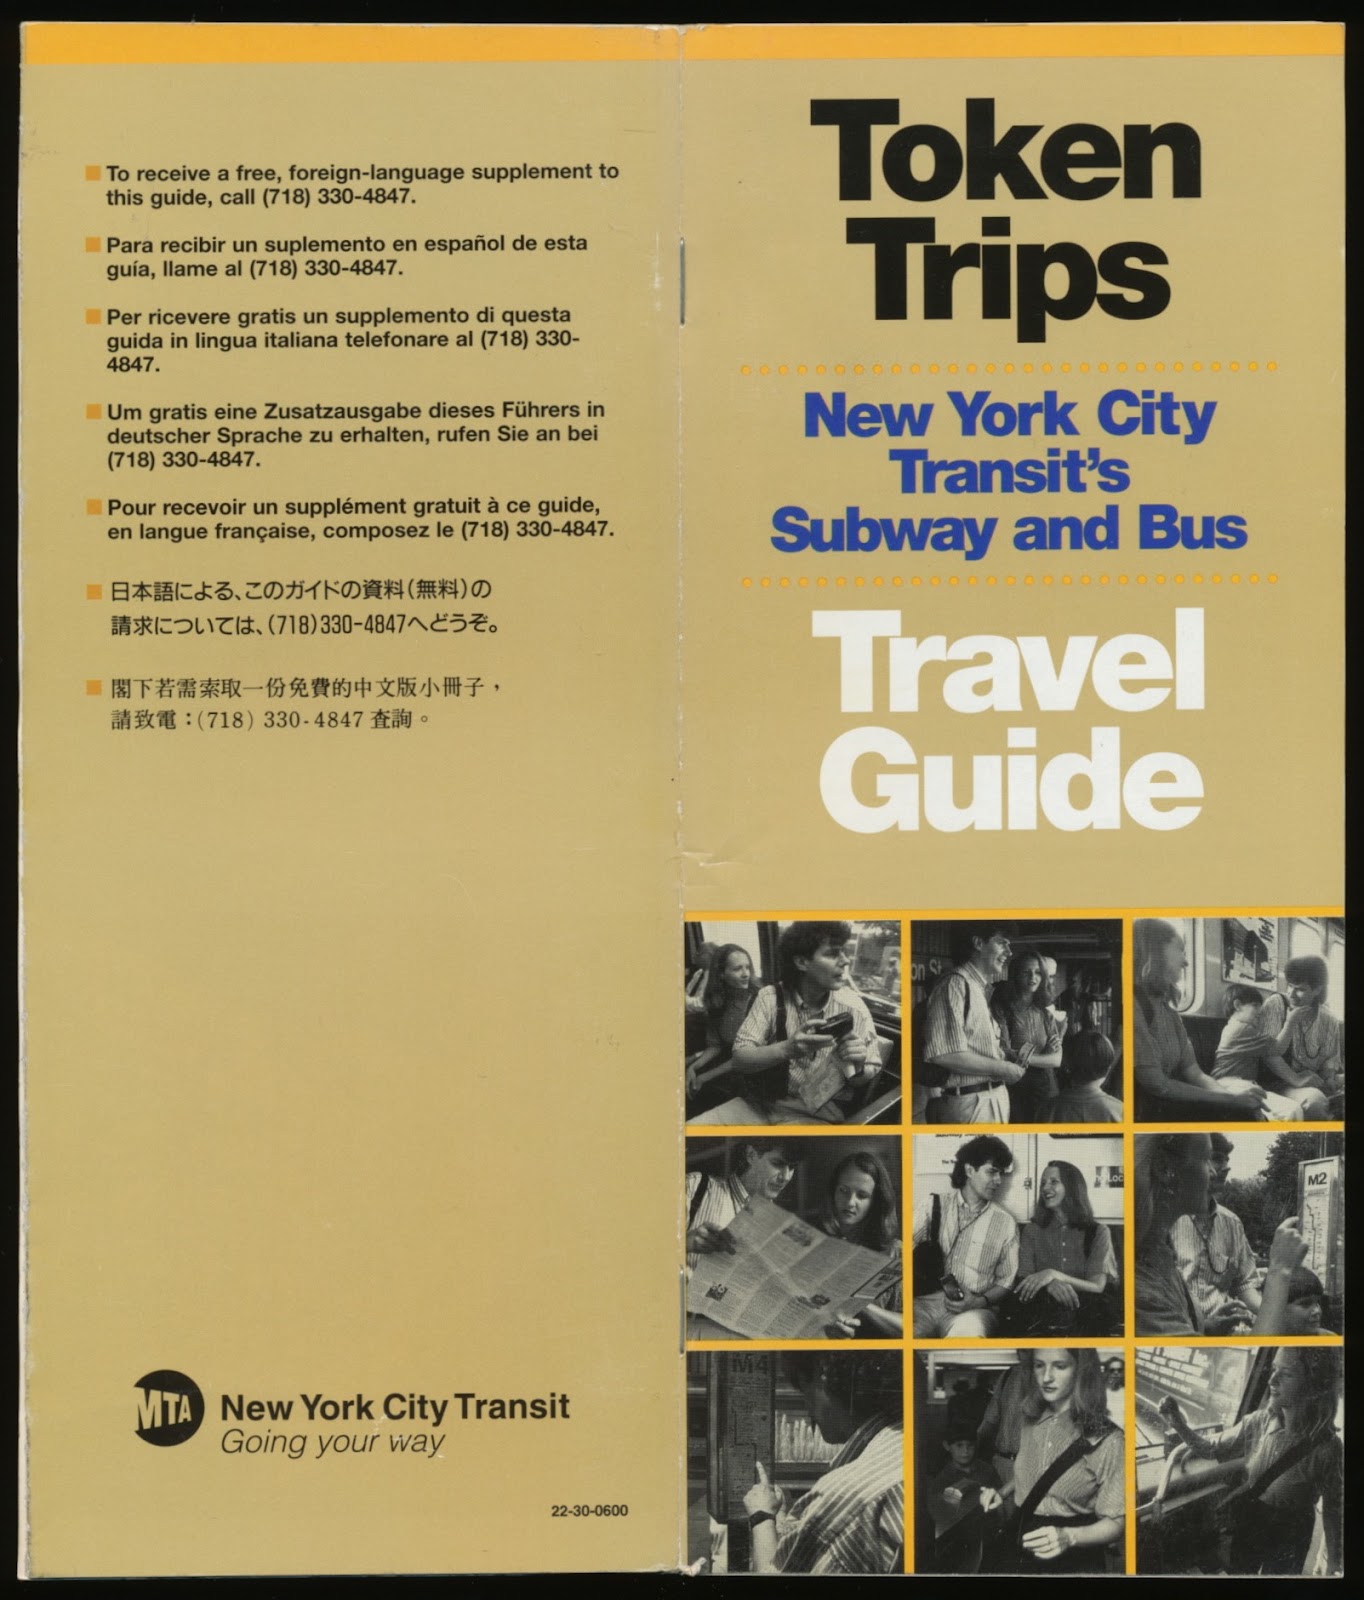 To receive a free, foreign-language supplement to
this guide, call (718) 330-4847.
Para recibir un suplemento en español de esta
guía, llame al (718) 330-4847.
Per ricevere gratis un supplemento di questa
guida in lingua italiana telefonare al (718) 330-
4847.
Um gratis eine Zusatzausgabe dieses Führers in
deutscher Sprache zu erhalten, rufen Sie an bei
(718) 330-4847.
Pour recevoir un supplément gratuit à ce guide,
en langue française, composez le (718) 330-4847.
日本語による、このガイドの資料(無料)の
請求については、(718)330-4847へどうぞ。
閣下若需索取一份免費的中文版小冊子，
請致電：(718) 330-4847 查詢。
MTA New York City Transit
Going your way
22-30-0600
Token
Trips
New York City
Transit's
Subway and Bus
Travel
Guide
on St
M2
M4